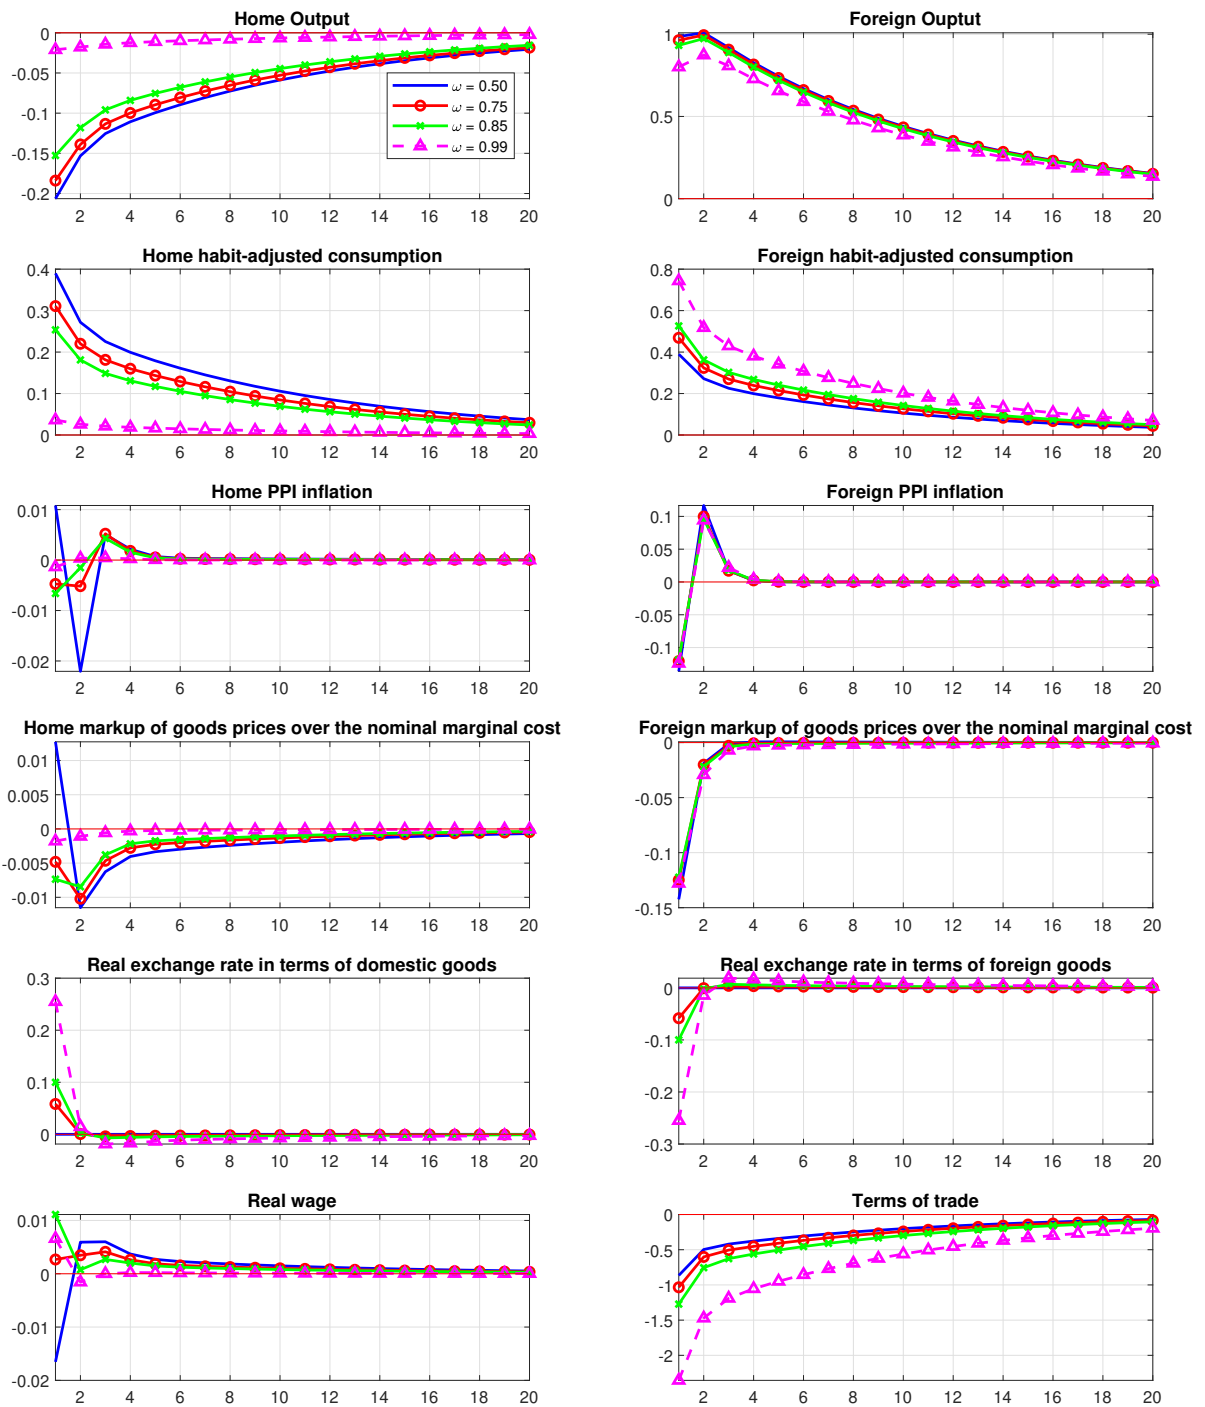 Home Output
0
-0.05
-0.1
-0.15
-0.2
ω = 0.50
ω = 0.75
ω = 0.85
ω = 0.99
2 4 6 8 10 12 14 16 18 20
Foreign Ouptut
1
0.5
0
2 4 6 8 10 12 14 16 18 20
Home habit-adjusted consumption
0.4
0.3
0.2
0.1
0
2 4 6 8 10 12 14 16 18 20
Foreign habit-adjusted consumption
0.8
0.6
0.4
0.2
0
2 4 6 8 10 12 14 16 18 20
Home PPI inflation
0.01
0
-0.01
-0.02
2 4 6 8 10 12 14 16 18 20
Foreign PPI inflation
0.1
0.05
0
-0.05
-0.1
2 4 6 8 10 12 14 16 18 20
Home markup of goods prices over the nominal marginal cost
0.01
0.005
0
-0.005
-0.01
2 4 6 8 10 12 14 16 18 20
Foreign markup of goods prices over the nominal marginal cost
0
-0.05
-0.1
-0.15
2 4 6 8 10 12 14 16 18 20
Real exchange rate in terms of domestic goods
0.3
0.2
0.1
0
2 4 6 8 10 12 14 16 18 20
Real exchange rate in terms of foreign goods
0
-0.1
-0.2
-0.3
2 4 6 8 10 12 14 16 18 20
Real wage
0.01
0
-0.01
-0.02
2 4 6 8 10 12 14 16 18 20
Terms of trade
0
-0.5
-1
-1.5
-2
2 4 6 8 10 12 14 16 18 20